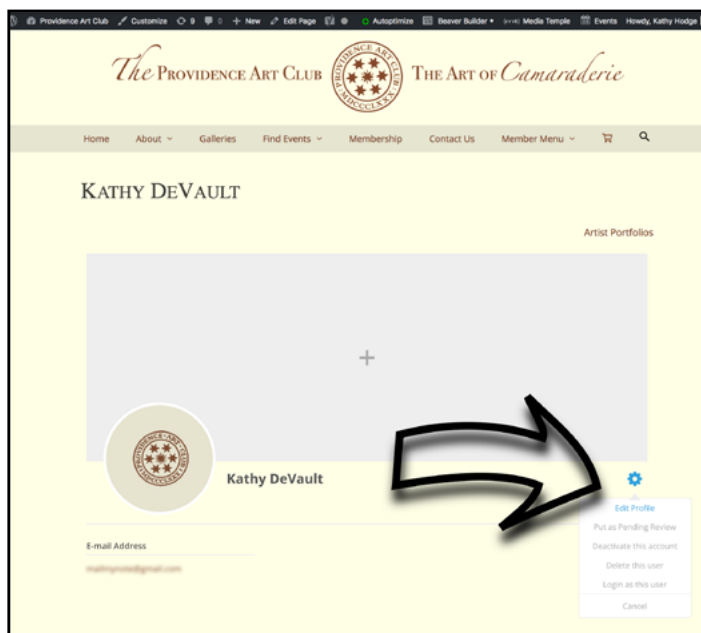 Providence Art Club Customize 9 0 New Edit Page Autoptimize Beaver Builder Media Temple Events Howdy, Kathy Hodge
The Providence Art Club The Art of Camaraderie
Home About Galleries Find Events Membership Contact Us Member Menu
Kathy DeVault
Artist Portfolios
+
Kathy DeVault
Edit Profile
Put as Pending Review
E-mail Address
Deactivate this account
Delete this user
Login as this user
Cancel